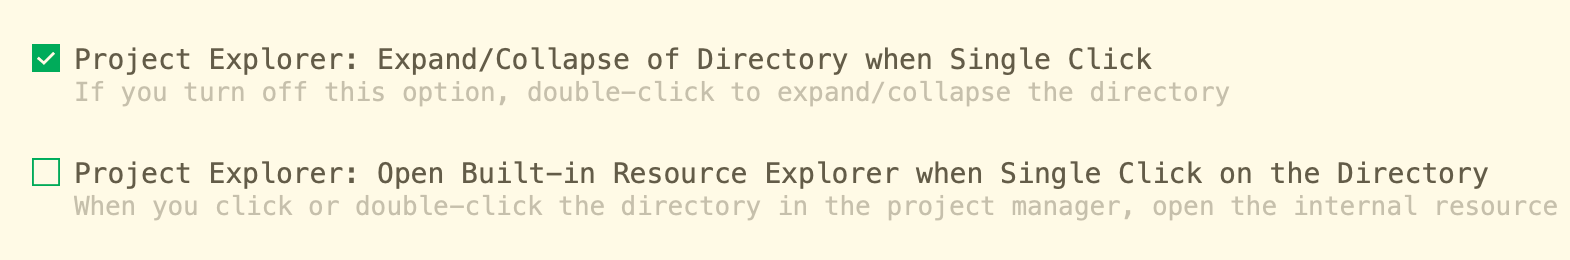 Project Explorer: Expand/Collapse of Directory when Single Click
If you turn off this option, double-click to expand/collapse the directory
Project Explorer: Open Built-in Resource Explorer when Single Click on the Directory
When you click or double-click the directory in the project manager, open the internal resource